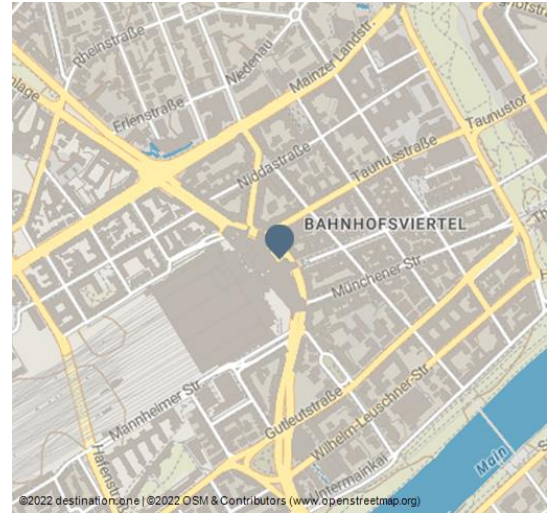 Rheinstraße
Niedenau
Mainzer Landstr.
Erlenstraße
Taunustor
Niddastraße
Taunusstraße
BAHNHOFSVIERTEL
Münchener Str.
Mannheimer Str
Gutleutstraße
Wilhelm-Leuschner-Str.
Hafenstr
Main
©2022 destination.one | ©2022 OSM & Contributors (www.openstreetmap.org)